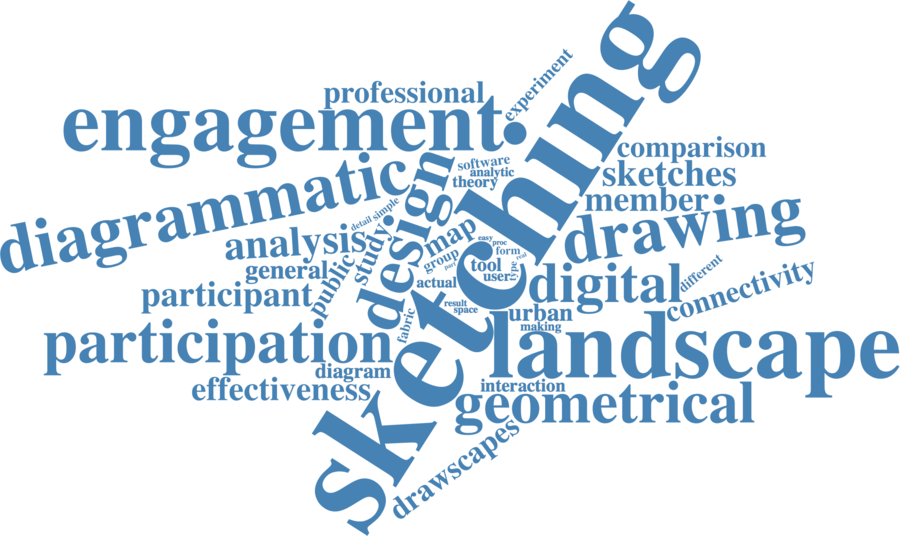 sketching
professional
experiment
engagement
comparison
software
analytic
theory
sketches
member
diagrammatic
design
detail
simple
drawing
analysis
study
map
easy
proc
form
real
group
part
tool
user
type
general
public
actual
digital
different
connectivity
participant
result
space
urban
making
fabric
participation
landscape
diagram
effectiveness
interaction
geometrical
drawscapes